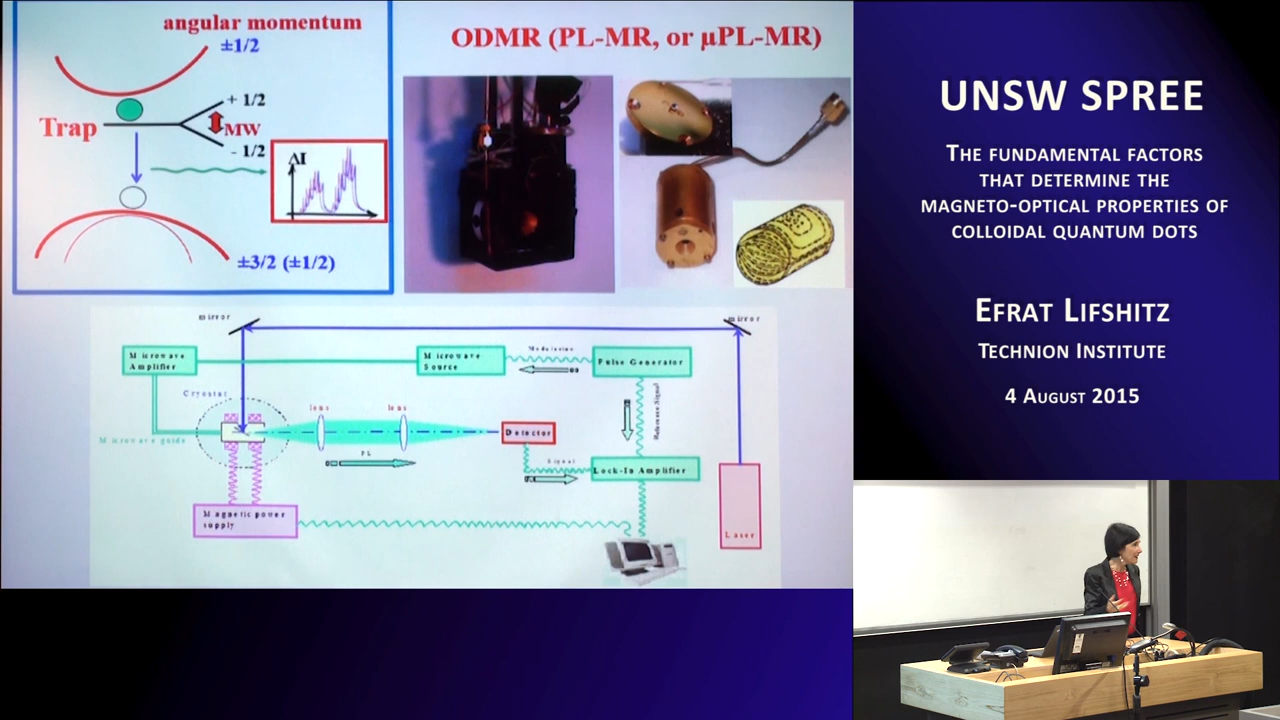 angular momentum
±1/2
+ 1/2
Trap
MW
- 1/2
ΔI
±3/2 (±1/2)
ODMR (PL-MR, or µPL-MR)
mirror
mirror
Microwave
Amplifier
Microwave
Source
Modulation
Pulse Generator
Cryostat
lens
lens
Reference Signal
Microwave guide
Detector
PL
Signal
Lock-In Amplifier
Magnetic power
supply
Laser
UNSW SPREE
The fundamental factors
that determine the
magneto-optical properties of
colloidal quantum dots
Efrat Lifshitz
Technion Institute
4 August 2015